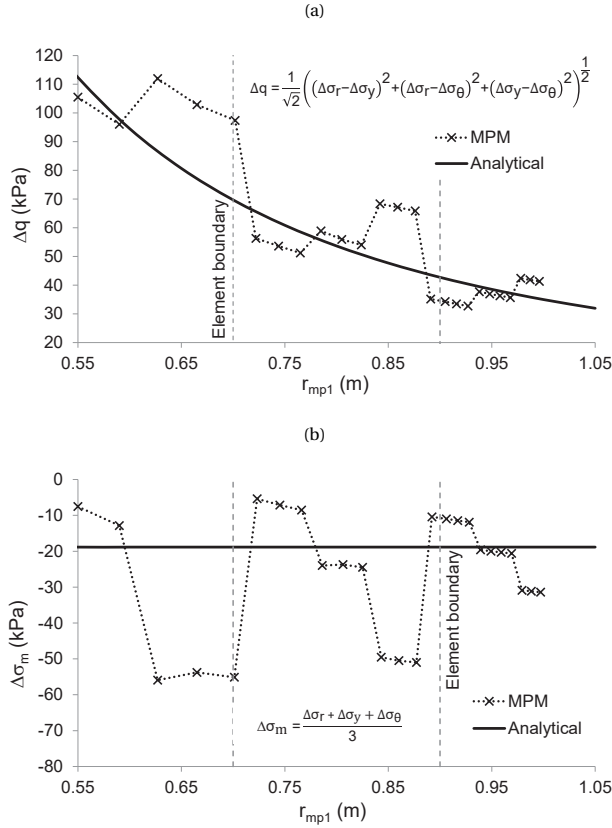 (a)
120
110
100
90
80
70
60
50
40
30
20
Δq (kPa)
Δq = 1/√2 ((Δσr−Δσy)² + (Δσr−Δσθ)² + (Δσy−Δσθ)²)^1/2
MPM
Analytical
Element boundary
0.55 0.65 0.75 0.85 0.95 1.05
rmp1 (m)
(b)
0
-10
-20
-30
-40
-50
-60
-70
-80
Δσm (kPa)
Element boundary
MPM
Analytical
Δσm = Δσr + Δσy + Δσθ / 3
0.55 0.65 0.75 0.85 0.95 1.05
rmp1 (m)